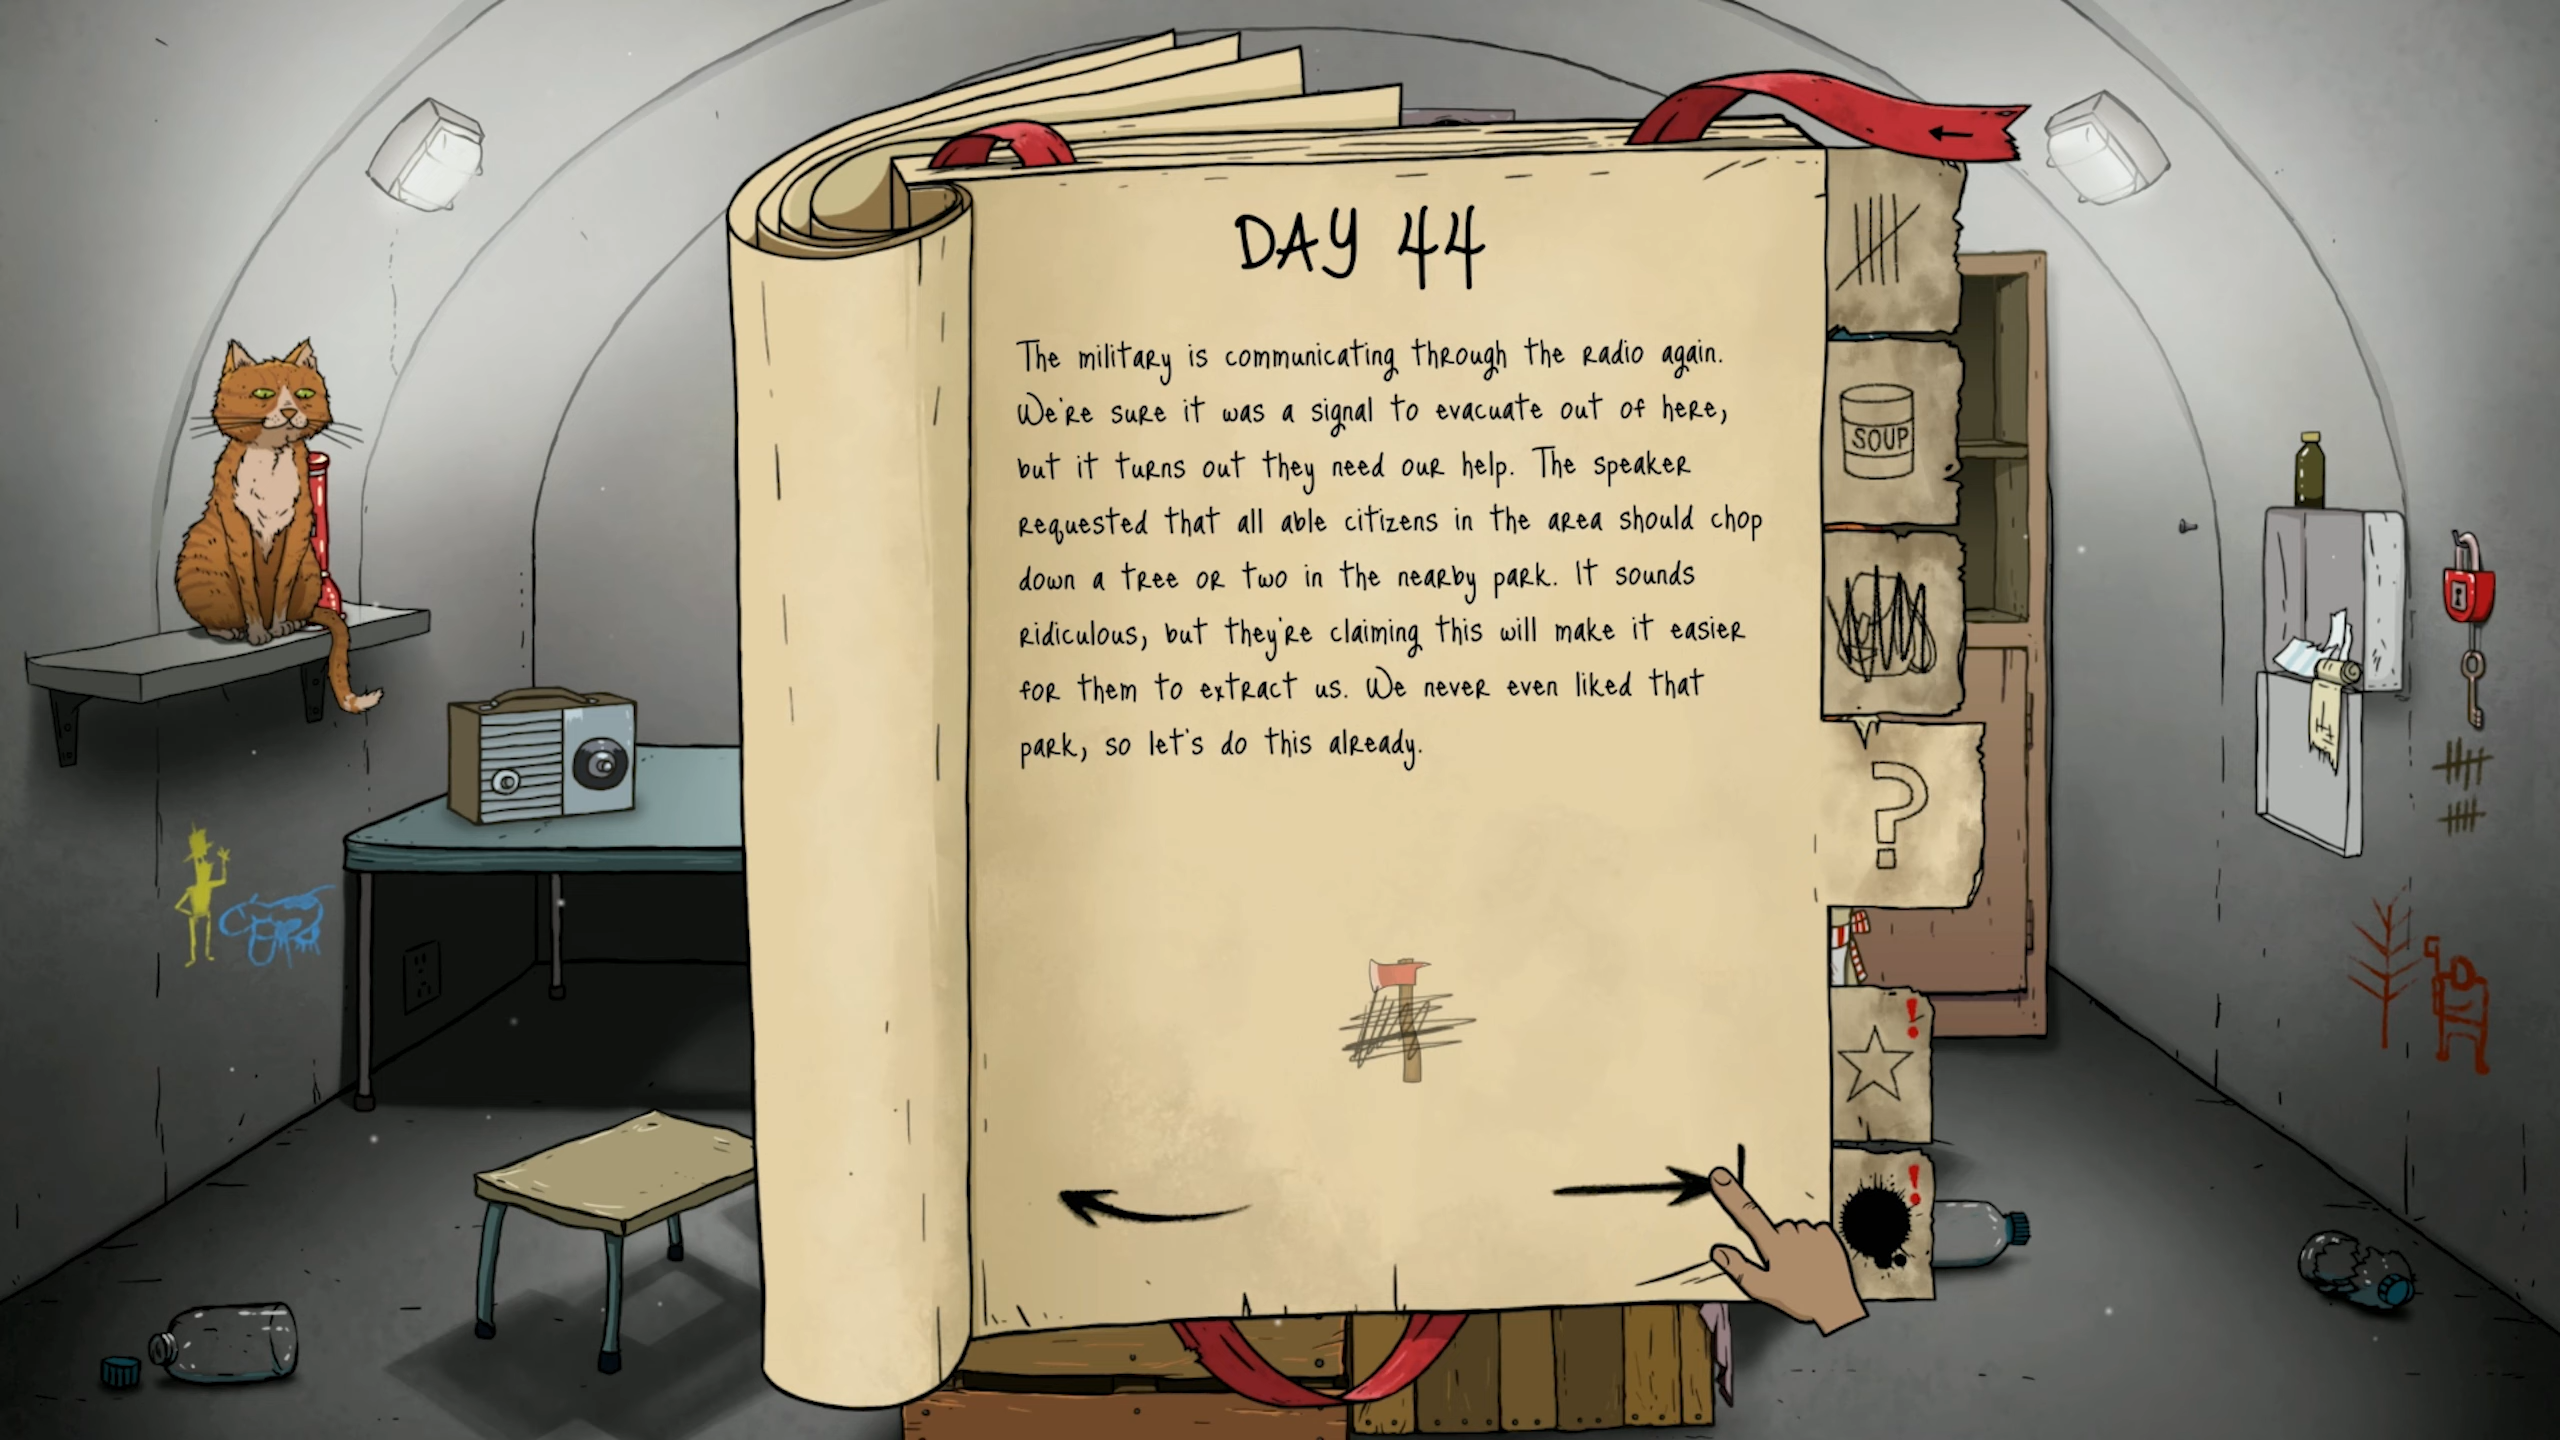 DAY 44
The military is communicating through the radio again.
We're sure it was a signal to evacuate out of here,
but it turns out they need our help. The speaker
requested that all able citizens in the area should chop
down a tree or two in the nearby park. It sounds
ridiculous, but they're claiming this will make it easier
for them to extract us. We never even liked that
park, so let's do this already.
SOUP
?
!
!